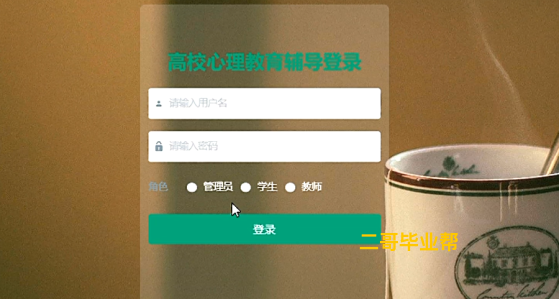 高校心理教育辅导登录
请输入用户名
请输入密码
角色 管理员 学生 教师
登录
二哥毕业帮